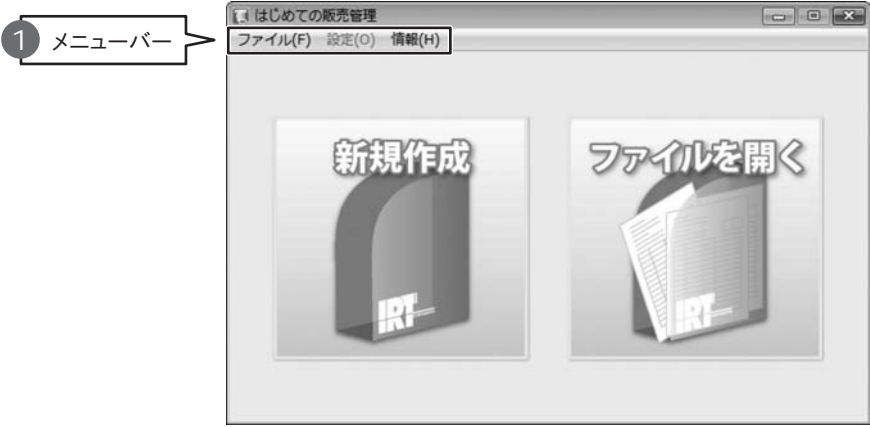 はじめての販売管理
1 メニューバー
ファイル(F) 設定(O) 情報(H)
新規作成
ファイルを開く
IRT
IRT